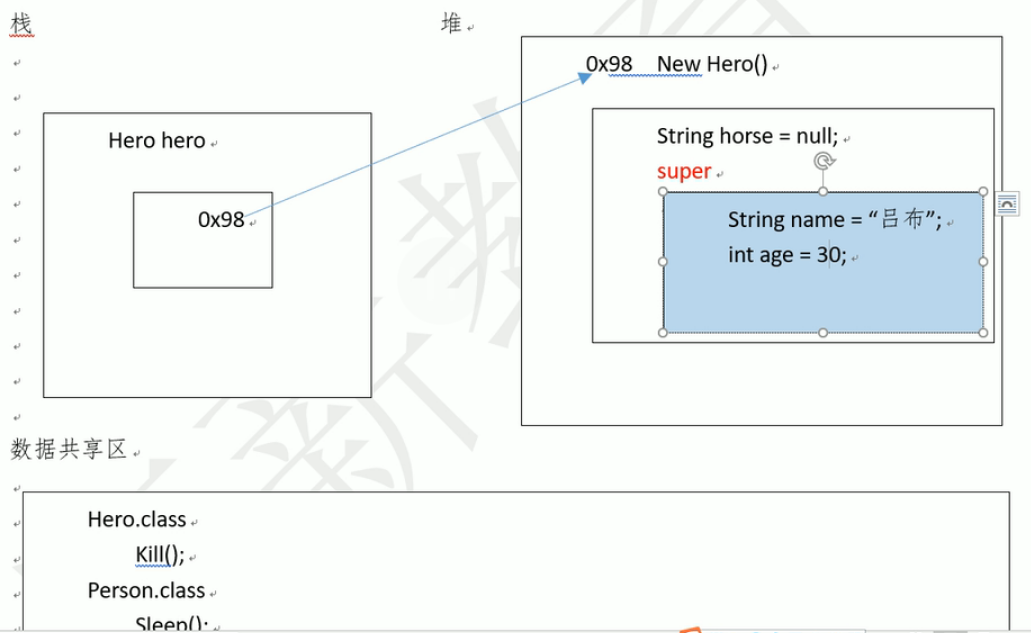 栈
堆
0x98 New Hero()
Hero hero
String horse = null;
super
0x98
String name = “吕布”;
int age = 30;
数据共享区
Hero.class
Kill();
Person.class
Sleep();